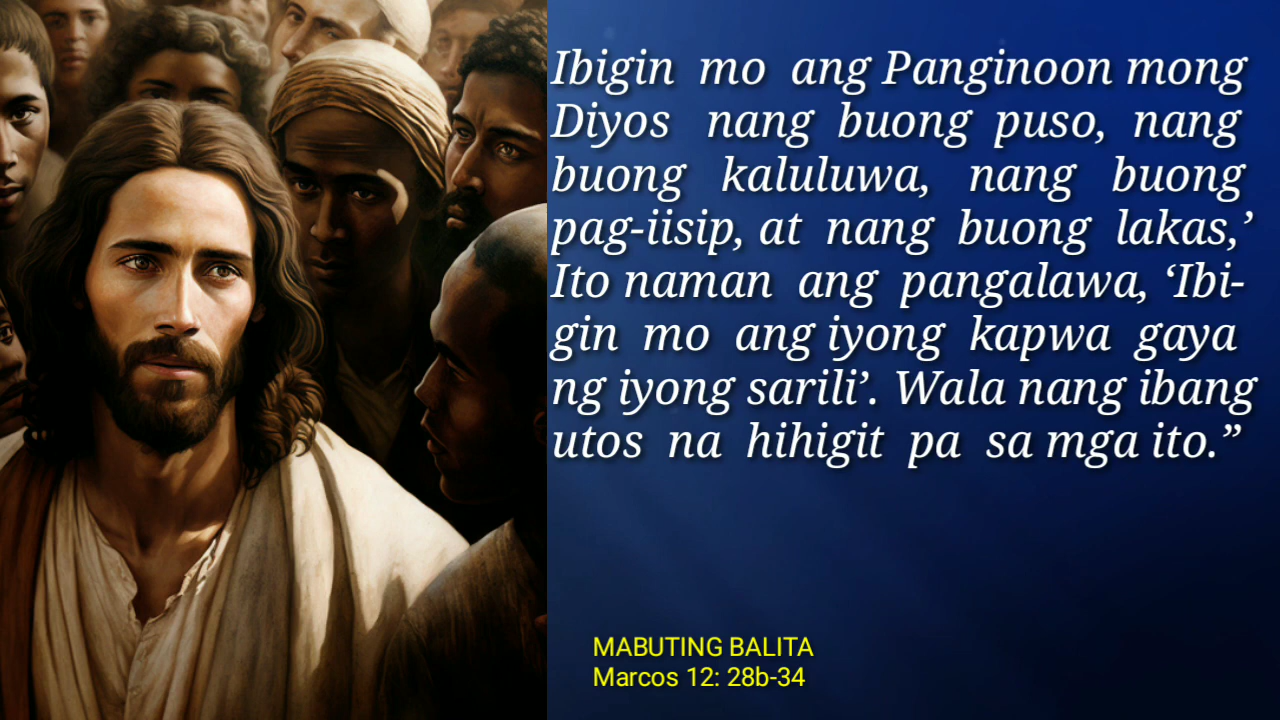 Ibigin mo ang Panginoon mong
Diyos nang buong puso, nang
buong kaluluwa, nang buong
pag-iisip, at nang buong lakas,’
Ito naman ang pangalawa, ‘Ibi-
gin mo ang iyong kapwa gaya
ng iyong sarili’. Wala nang ibang
utos na hihigit pa sa mga ito.”
MABUTING BALITA
Marcos 12: 28b-34